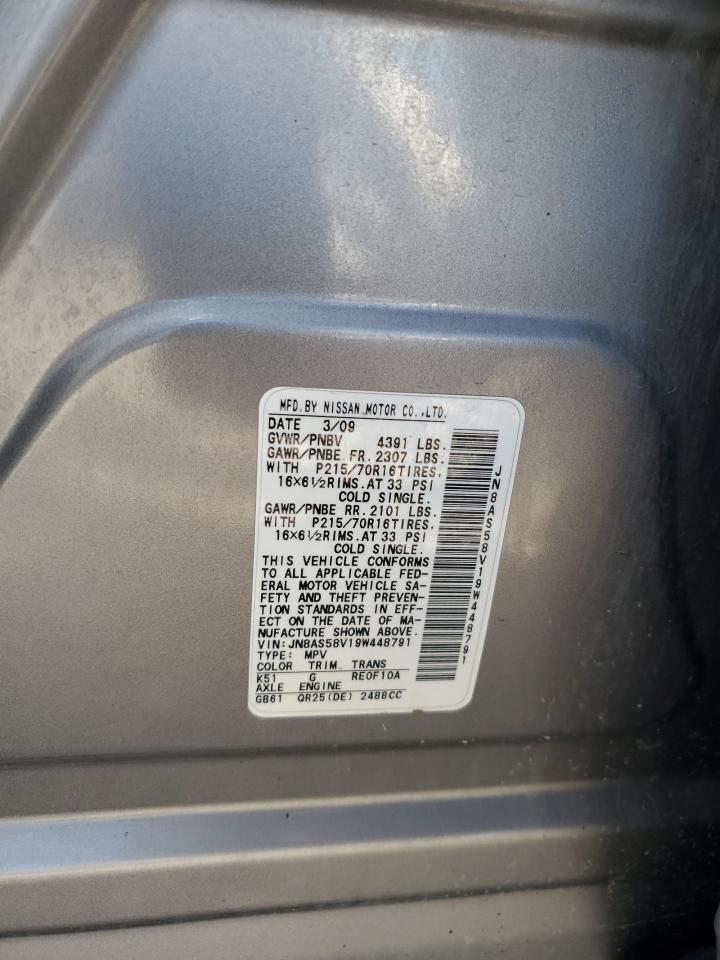 MFD.BY NISSAN MOTOR CO.,LTD.
DATE 3/09
GVWR/PNBV 4391 LBS.
GAWR/PNBE FR. 2307 LBS.
WITH P215/70R16TIRES,
16×6½RIMS.AT 33 PSI
COLD SINGLE.
GAWR/PNBE RR. 2101 LBS.
WITH P215/70R16TIRES,
16×6½RIMS.AT 33 PSI
COLD SINGLE.
THIS VEHICLE CONFORMS
TO ALL APPLICABLE FED-
ERAL MOTOR VEHICLE SA-
FETY AND THEFT PREVEN-
TION STANDARDS IN EFF-
ECT ON THE DATE OF MA-
NUFACTURE SHOWN ABOVE.
VIN:JN8AS58V19W448791
TYPE: MPV
COLOR TRIM TRANS
K51 G RE0F10A
AXLE ENGINE
GB61 QR25(DE) 2488CC
JN8AS58V19W448791